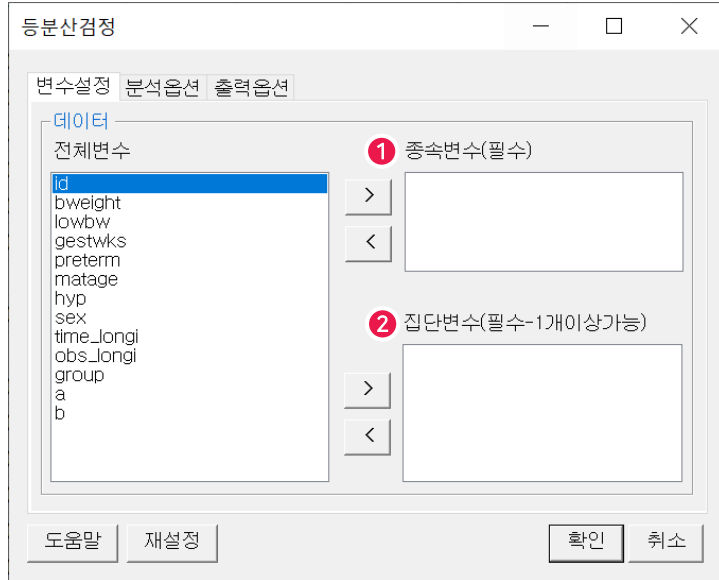 등분산검정
변수설정 분석옵션 출력옵션
데이터
전체변수
id
bweight
lowbw
gestwks
preterm
matage
hyp
sex
time_longi
obs_longi
group
a
b
>
<
1 종속변수(필수)
2 집단변수(필수-1개이상가능)
>
<
도움말 재설정 확인 취소